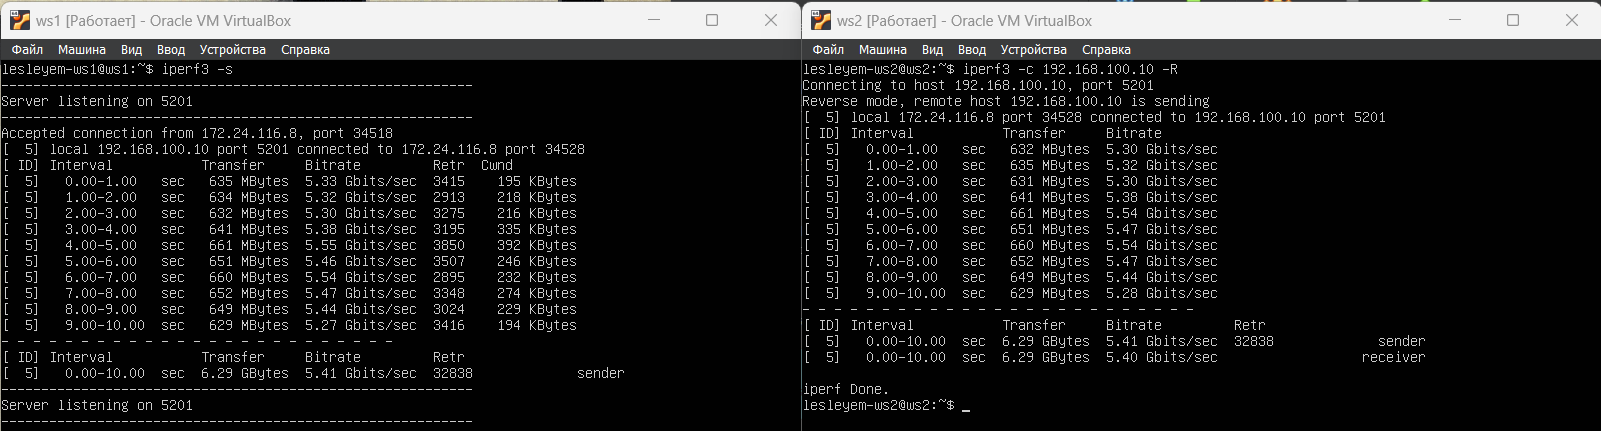 ws1 [Работает] - Oracle VM VirtualBox
Файл Машина Вид Ввод Устройства Справка
lesleyem-ws1@ws1:~$ iperf3 -s
-----------------------------------------------------------
Server listening on 5201
-----------------------------------------------------------
Accepted connection from 172.24.116.8, port 34518
[  5] local 192.168.100.10 port 5201 connected to 172.24.116.8 port 34528
[ ID] Interval           Transfer     Bitrate         Retr  Cwnd
[  5]   0.00-1.00   sec   635 MBytes  5.33 Gbits/sec  3415    195 KBytes
[  5]   1.00-2.00   sec   634 MBytes  5.32 Gbits/sec  2913    218 KBytes
[  5]   2.00-3.00   sec   632 MBytes  5.30 Gbits/sec  3275    216 KBytes
[  5]   3.00-4.00   sec   641 MBytes  5.38 Gbits/sec  3195    335 KBytes
[  5]   4.00-5.00   sec   661 MBytes  5.55 Gbits/sec  3850    392 KBytes
[  5]   5.00-6.00   sec   651 MBytes  5.46 Gbits/sec  3507    246 KBytes
[  5]   6.00-7.00   sec   660 MBytes  5.54 Gbits/sec  2895    232 KBytes
[  5]   7.00-8.00   sec   652 MBytes  5.47 Gbits/sec  3348    274 KBytes
[  5]   8.00-9.00   sec   649 MBytes  5.44 Gbits/sec  3024    229 KBytes
[  5]   9.00-10.00  sec   629 MBytes  5.27 Gbits/sec  3416    194 KBytes
- - - - - - - - - - - - - - - - - - - - - - - - -
[ ID] Interval           Transfer     Bitrate         Retr
[  5]   0.00-10.00  sec  6.29 GBytes  5.41 Gbits/sec  32838             sender
-----------------------------------------------------------
Server listening on 5201
-----------------------------------------------------------
ws2 [Работает] - Oracle VM VirtualBox
Файл Машина Вид Ввод Устройства Справка
lesleyem-ws2@ws2:~$ iperf3 -c 192.168.100.10 -R
Connecting to host 192.168.100.10, port 5201
Reverse mode, remote host 192.168.100.10 is sending
[  5] local 172.24.116.8 port 34528 connected to 192.168.100.10 port 5201
[ ID] Interval           Transfer     Bitrate
[  5]   0.00-1.00   sec   632 MBytes  5.30 Gbits/sec
[  5]   1.00-2.00   sec   635 MBytes  5.32 Gbits/sec
[  5]   2.00-3.00   sec   631 MBytes  5.30 Gbits/sec
[  5]   3.00-4.00   sec   641 MBytes  5.38 Gbits/sec
[  5]   4.00-5.00   sec   661 MBytes  5.54 Gbits/sec
[  5]   5.00-6.00   sec   651 MBytes  5.47 Gbits/sec
[  5]   6.00-7.00   sec   660 MBytes  5.54 Gbits/sec
[  5]   7.00-8.00   sec   652 MBytes  5.47 Gbits/sec
[  5]   8.00-9.00   sec   649 MBytes  5.44 Gbits/sec
[  5]   9.00-10.00  sec   629 MBytes  5.28 Gbits/sec
- - - - - - - - - - - - - - - - - - - - - - - - -
[ ID] Interval           Transfer     Bitrate         Retr
[  5]   0.00-10.00  sec  6.29 GBytes  5.41 Gbits/sec  32838             sender
[  5]   0.00-10.00  sec  6.29 GBytes  5.40 Gbits/sec                  receiver
iperf Done.
lesleyem-ws2@ws2:~$ _